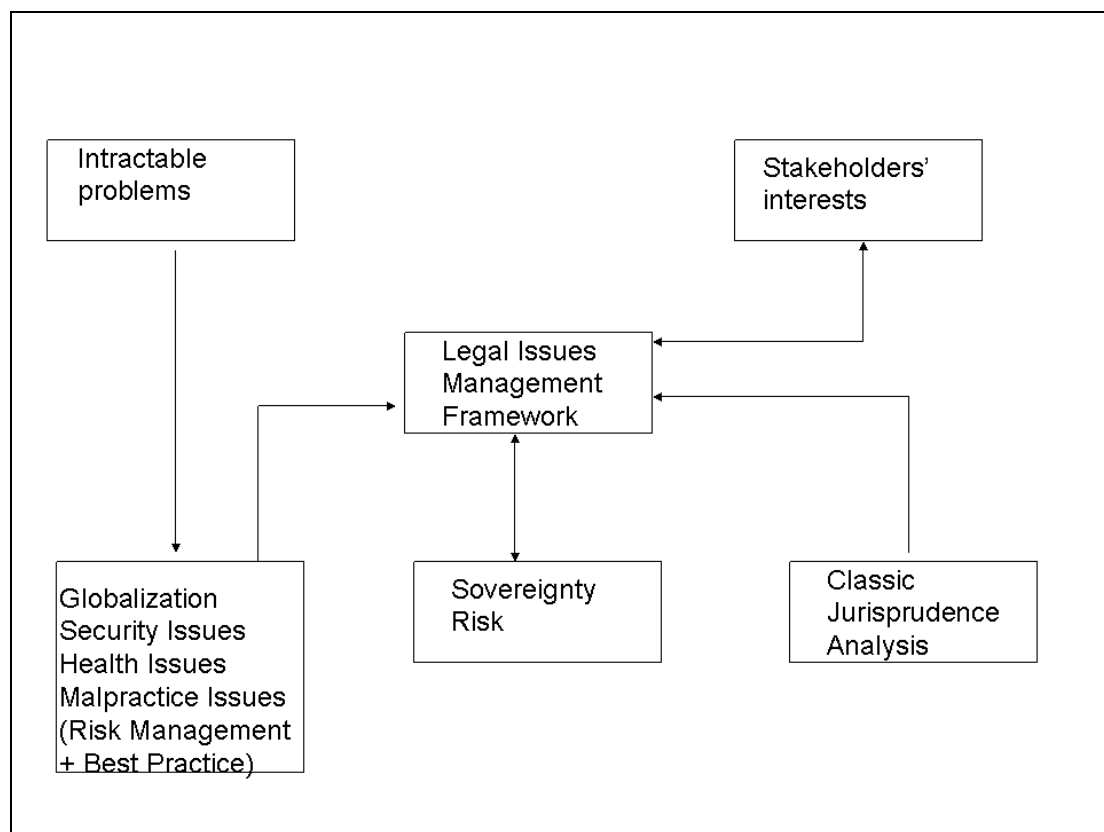 Intractable
problems
Stakeholders’
interests
Legal Issues
Management
Framework
Globalization
Security Issues
Health Issues
Malpractice Issues
(Risk Management
+ Best Practice)
Sovereignty
Risk
Classic
Jurisprudence
Analysis